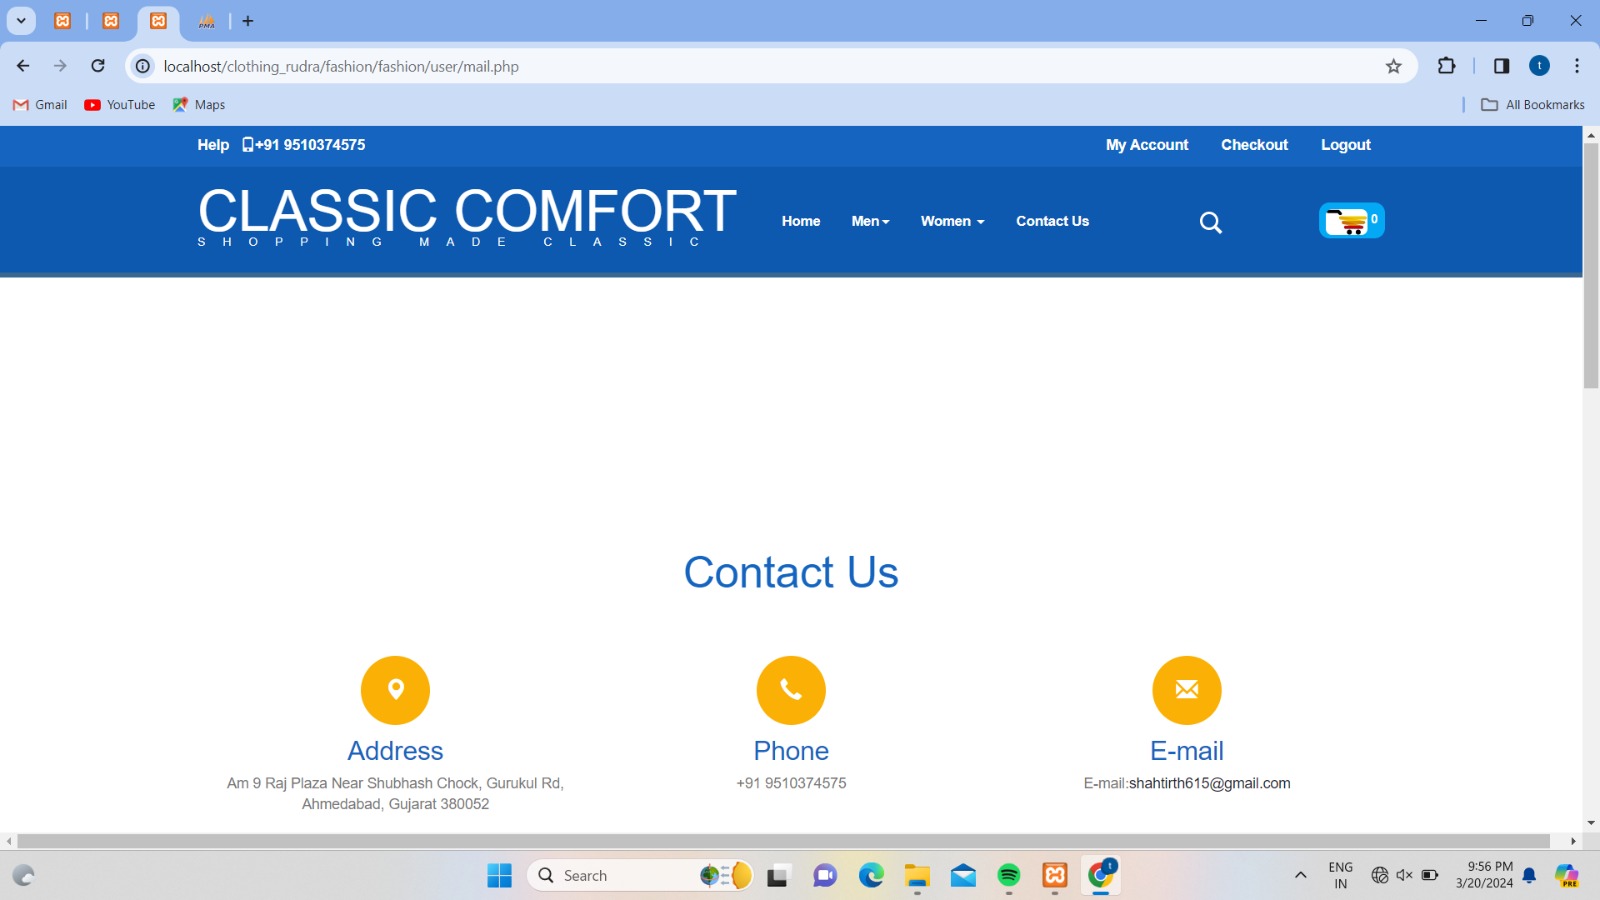 PMA
localhost/clothing_rudra/fashion/fashion/user/mail.php
Gmail YouTube Maps All Bookmarks
Help +91 9510374575 My Account Checkout Logout
CLASSIC COMFORT
SHOPPING MADE CLASSIC
Home Men Women Contact Us 0
Contact Us
Address Phone E-mail
Am 9 Raj Plaza Near Shubhash Chock, Gurukul Rd, +91 9510374575 E-mail:shahtirth615@gmail.com
Ahmedabad, Gujarat 380052
Search ENG 9:56 PM
IN 3/20/2024
PRE
t
t